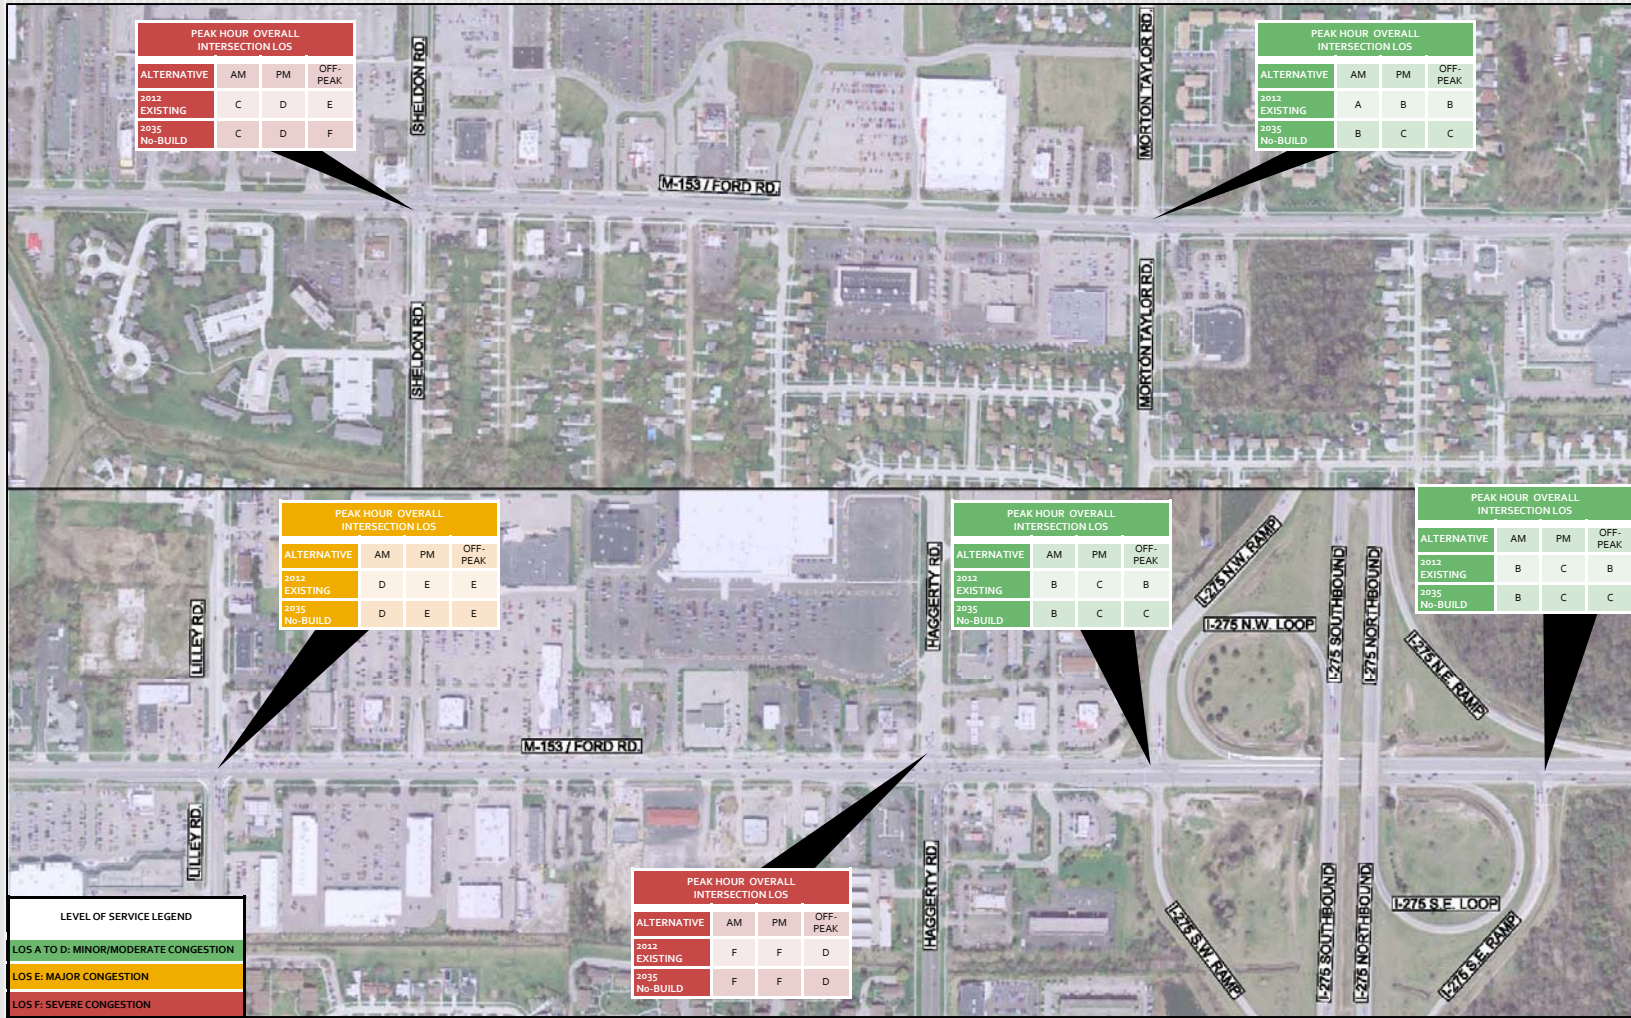 PEAK HOUR OVERALL
INTERSECTION LOS
ALTERNATIVE AM PM OFF-
PEAK
2012
EXISTING C D E
2035
No-BUILD C D F
SHELDON RD.
MORTON TAYLOR RD.
PEAK HOUR OVERALL
INTERSECTION LOS
ALTERNATIVE AM PM OFF-
PEAK
2012
EXISTING A B B
2035
No-BUILD B C C
M-153 / FORD RD.
SHELDON RD.
MORTON TAYLOR RD.
PEAK HOUR OVERALL
INTERSECTION LOS
ALTERNATIVE AM PM OFF-
PEAK
2012
EXISTING D E E
2035
No-BUILD D E E
LILLEY RD.
HAGGERTY RD.
PEAK HOUR OVERALL
INTERSECTION LOS
ALTERNATIVE AM PM OFF-
PEAK
2012
EXISTING B C B
2035
No-BUILD B C C
I-275 N.W. RAMP
I-275 N.W. LOOP
I-275 SOUTHBOUND
I-275 NORTHBOUND
I-275 N.E. RAMP
PEAK HOUR OVERALL
INTERSECTION LOS
ALTERNATIVE AM PM OFF-
PEAK
2012
EXISTING B C B
2035
No-BUILD B C C
M-153 / FORD RD.
LILLEY RD.
HAGGERTY RD
PEAK HOUR OVERALL
INTERSECTION LOS
ALTERNATIVE AM PM OFF-
PEAK
2012
EXISTING F F D
2035
No-BUILD F F D
I-275 S.W. RAMP
I-275 SOUTHBOUND
I-275 NORTHBOUND
I-275 S.E. LOOP
I-275 S.E. RAMP
LEVEL OF SERVICE LEGEND
LOS A TO D: MINOR/MODERATE CONGESTION
LOS E: MAJOR CONGESTION
LOS F: SEVERE CONGESTION